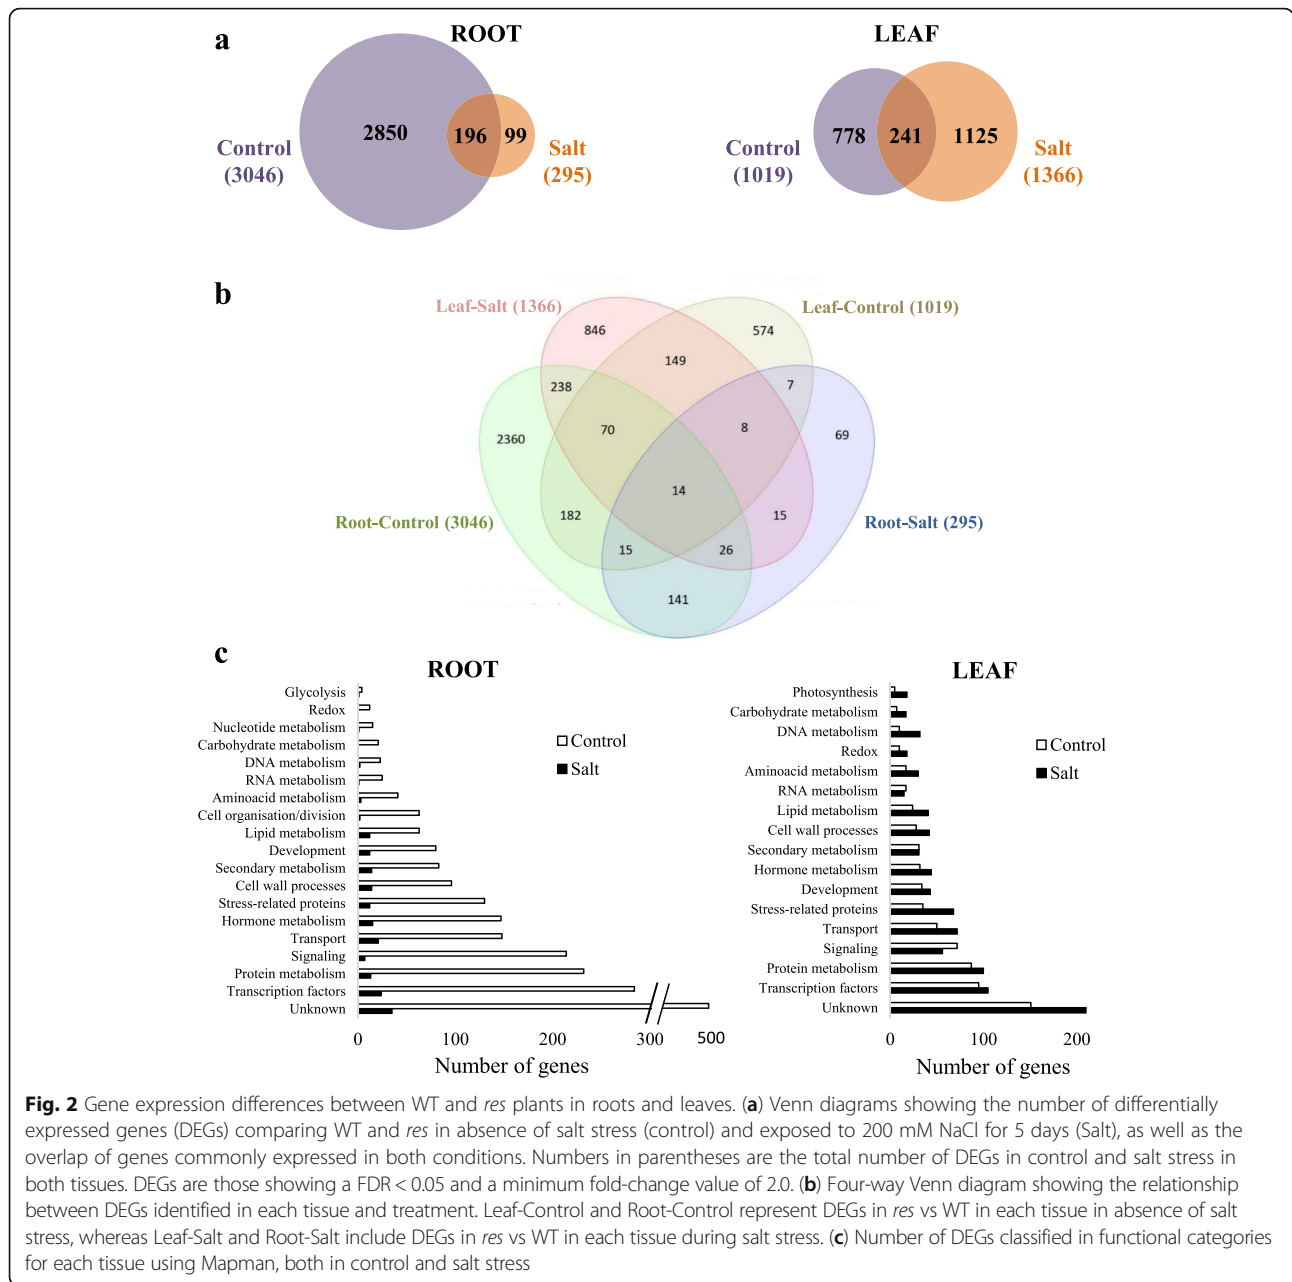 a
ROOT
LEAF
2850
196
99
Control
(3046)
Salt
(295)
778
241
1125
Control
(1019)
Salt
(1366)
b
Leaf-Salt (1366)
Leaf-Control (1019)
846
574
149
238
7
70
8
2360
69
14
Root-Control (3046)
Root-Salt (295)
182
15
15
26
141
c
ROOT
Glycolysis
Redox
Nucleotide metabolism
Carbohydrate metabolism
DNA metabolism
RNA metabolism
Aminoacid metabolism
Cell organisation/division
Lipid metabolism
Development
Secondary metabolism
Cell wall processes
Stress-related proteins
Hormone metabolism
Transport
Signaling
Protein metabolism
Transcription factors
Unknown
Control
Salt
0 100 200 300 500
Number of genes
LEAF
Photosynthesis
Carbohydrate metabolism
DNA metabolism
Redox
Aminoacid metabolism
RNA metabolism
Lipid metabolism
Cell wall processes
Secondary metabolism
Hormone metabolism
Development
Stress-related proteins
Transport
Signaling
Protein metabolism
Transcription factors
Unknown
Control
Salt
0 100 200
Number of genes
Fig. 2 Gene expression differences between WT and res plants in roots and leaves. (a) Venn diagrams showing the number of differentially
expressed genes (DEGs) comparing WT and res in absence of salt stress (control) and exposed to 200 mM NaCl for 5 days (Salt), as well as the
overlap of genes commonly expressed in both conditions. Numbers in parentheses are the total number of DEGs in control and salt stress in
both tissues. DEGs are those showing a FDR < 0.05 and a minimum fold-change value of 2.0. (b) Four-way Venn diagram showing the relationship
between DEGs identified in each tissue and treatment. Leaf-Control and Root-Control represent DEGs in res vs WT in each tissue in absence of salt
stress, whereas Leaf-Salt and Root-Salt include DEGs in res vs WT in each tissue during salt stress. (c) Number of DEGs classified in functional categories
for each tissue using Mapman, both in control and salt stress